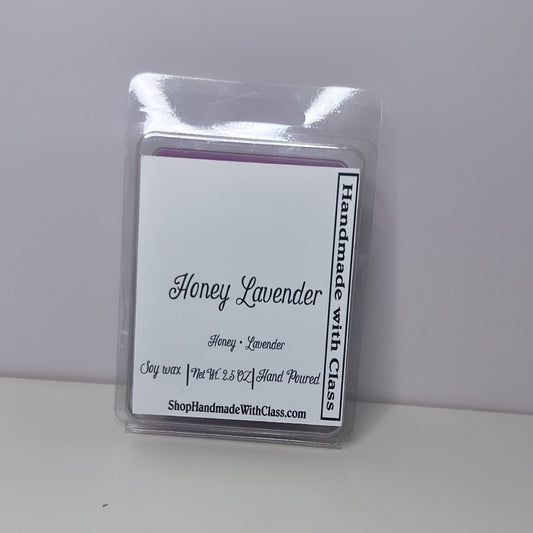 Handmade with Class
Honey Lavender
Honey • Lavender
Soy wax | Net Wt. 2.5 OZ | Hand Poured
ShopHandmadeWithClass.com